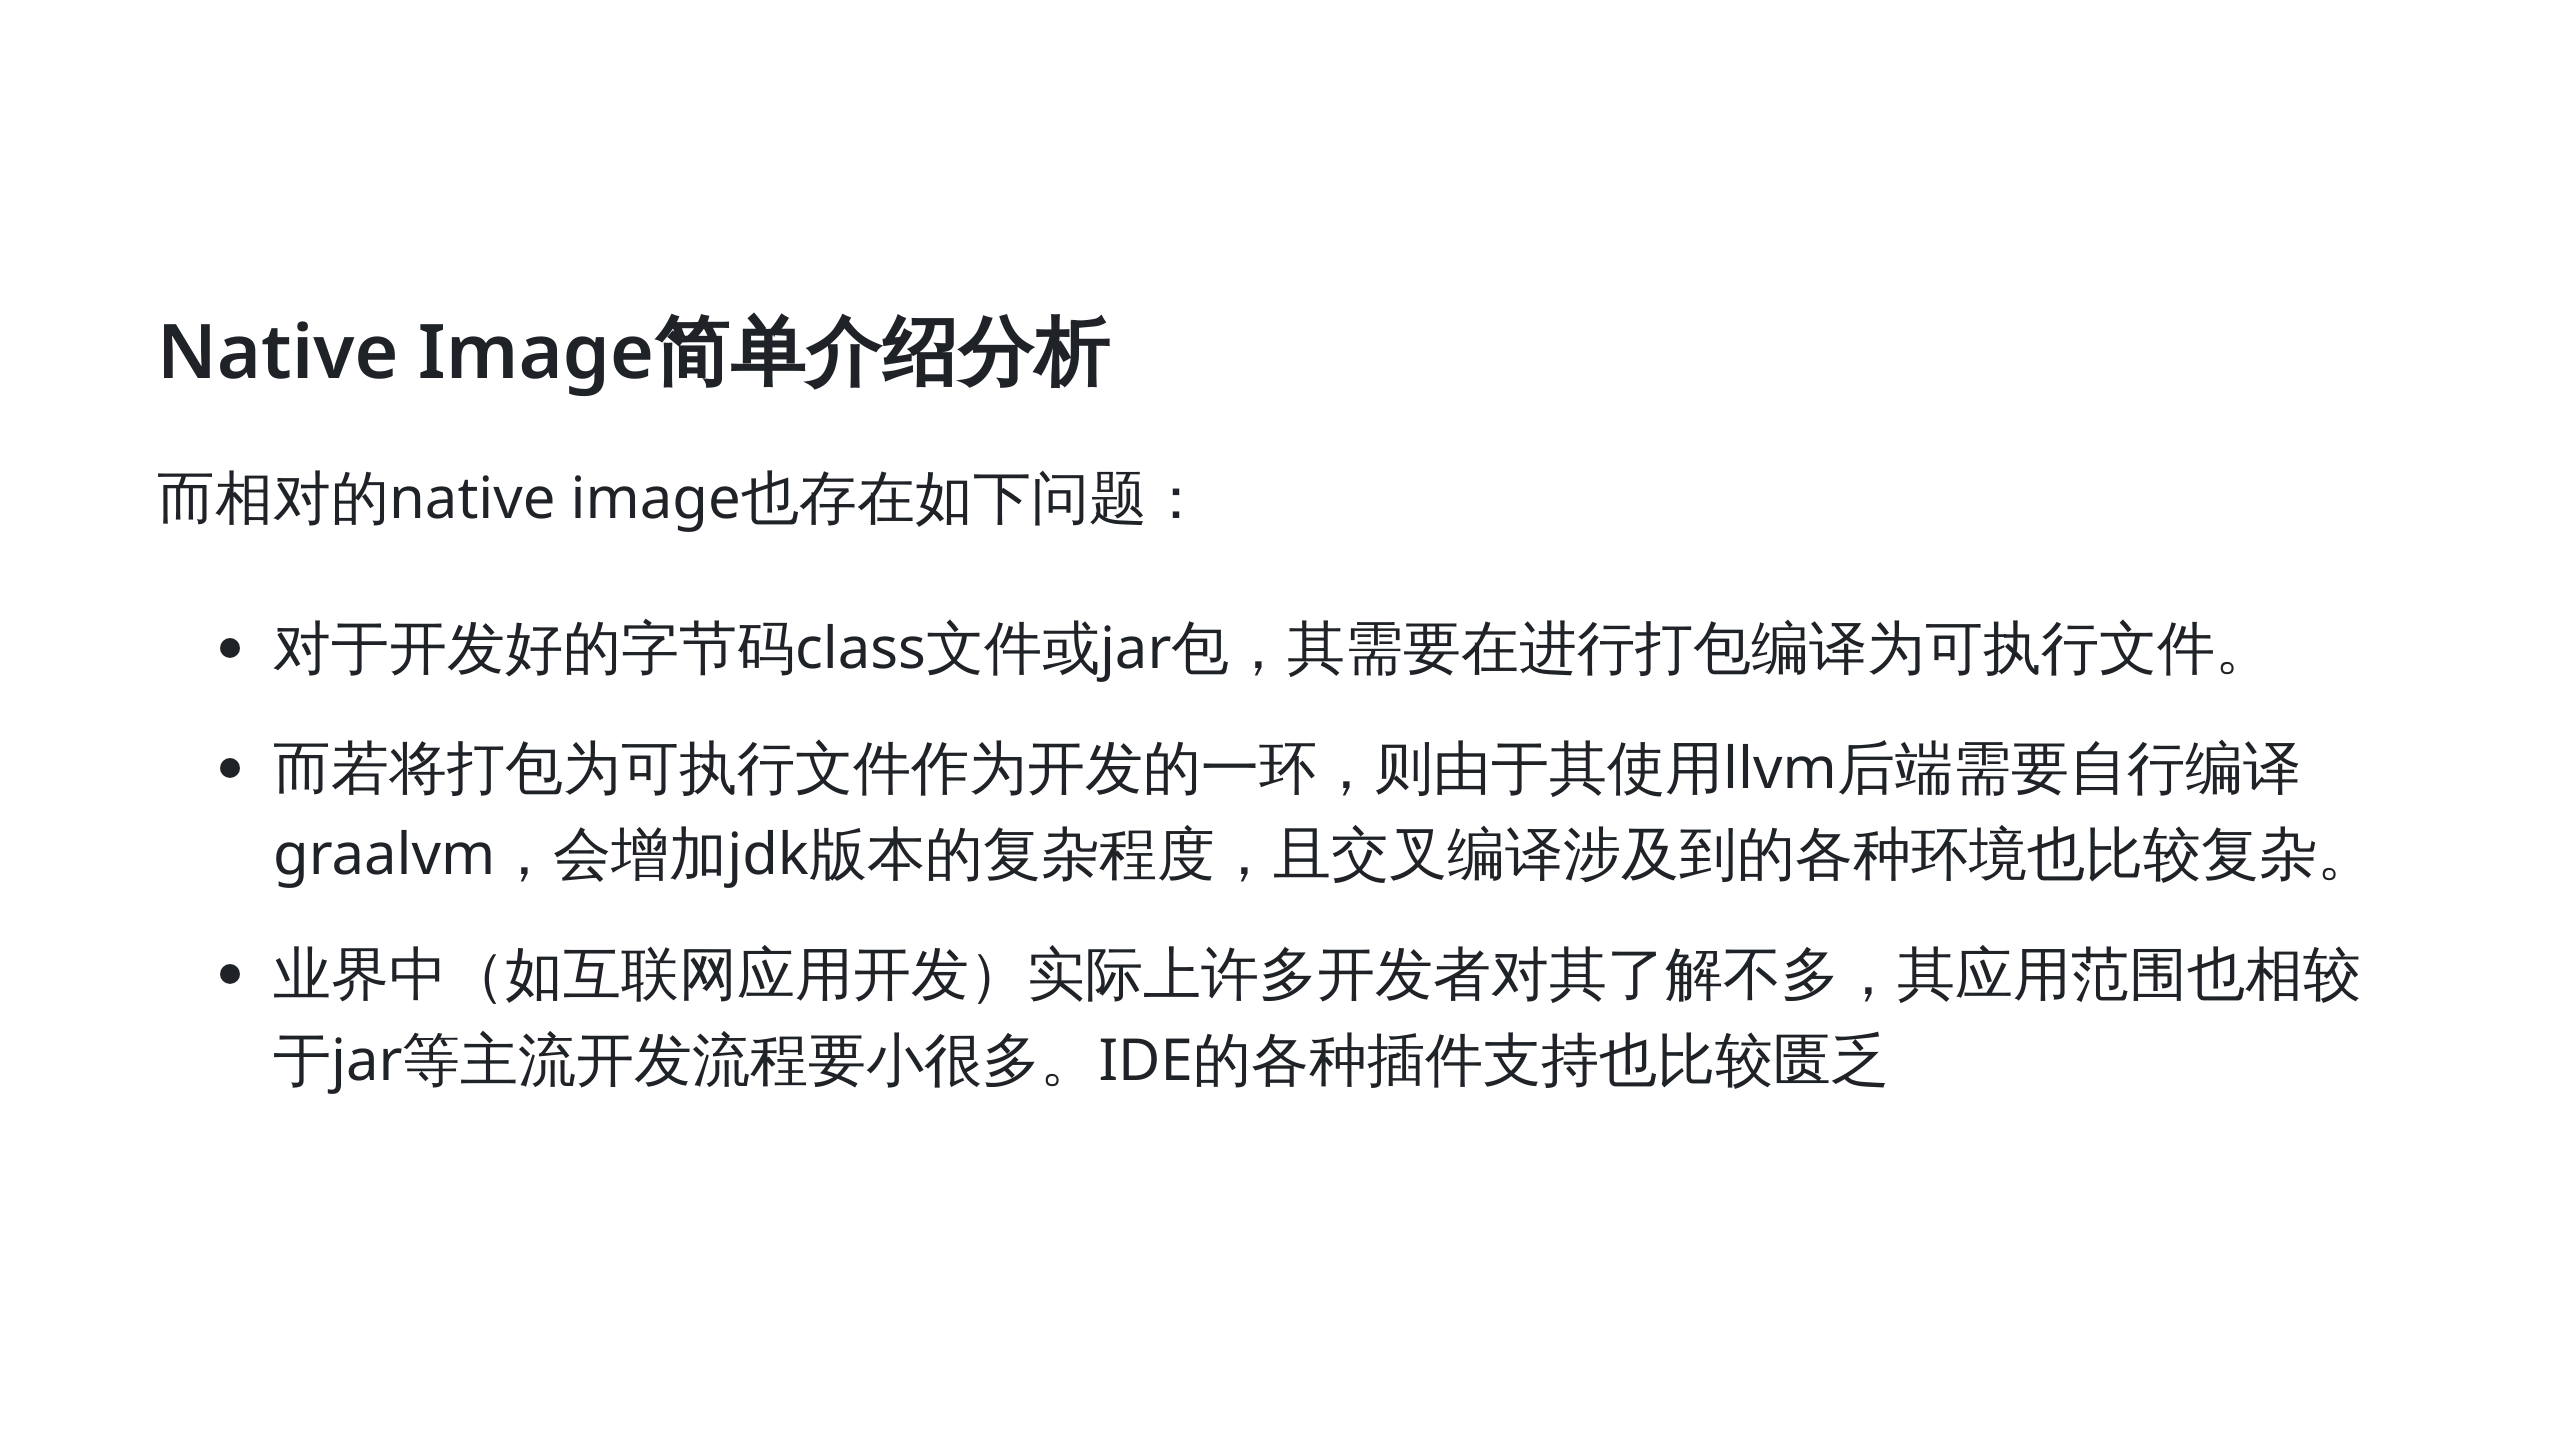 Native Image简单介绍分析
而相对的native image也存在如下问题：
对于开发好的字节码class文件或jar包，其需要在进行打包编译为可执行文件。
而若将打包为可执行文件作为开发的一环，则由于其使用llvm后端需要自行编译
graalvm，会增加jdk版本的复杂程度，且交叉编译涉及到的各种环境也比较复杂。
业界中（如互联网应用开发）实际上许多开发者对其了解不多，其应用范围也相较
于jar等主流开发流程要小很多。IDE的各种插件支持也比较匮乏